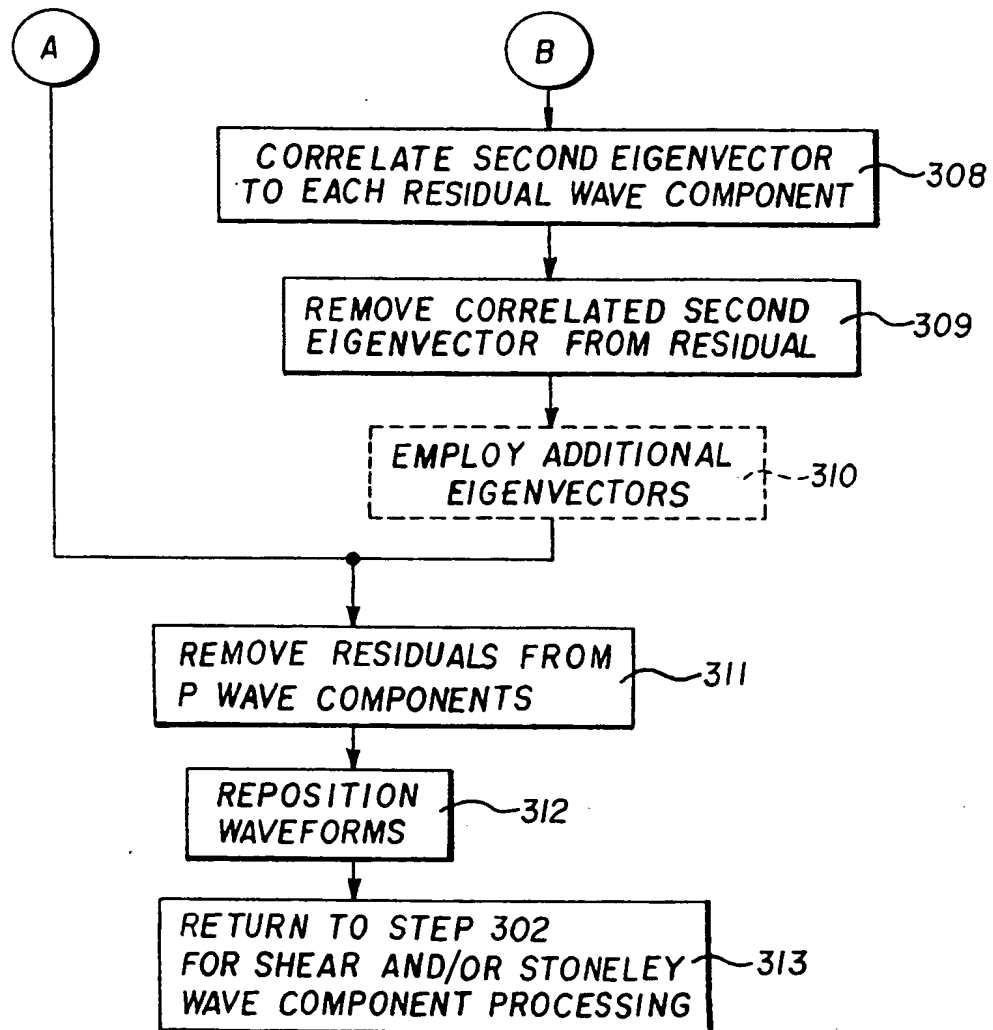 A
B
CORRELATE SECOND EIGENVECTOR
TO EACH RESIDUAL WAVE COMPONENT
308
REMOVE CORRELATED SECOND
EIGENVECTOR FROM RESIDUAL
309
EMPLOY ADDITIONAL
EIGENVECTORS
310
REMOVE RESIDUALS FROM
P WAVE COMPONENTS
311
REPOSITION
WAVEFORMS
312
RETURN TO STEP 302
FOR SHEAR AND/OR STONELEY
WAVE COMPONENT PROCESSING
313